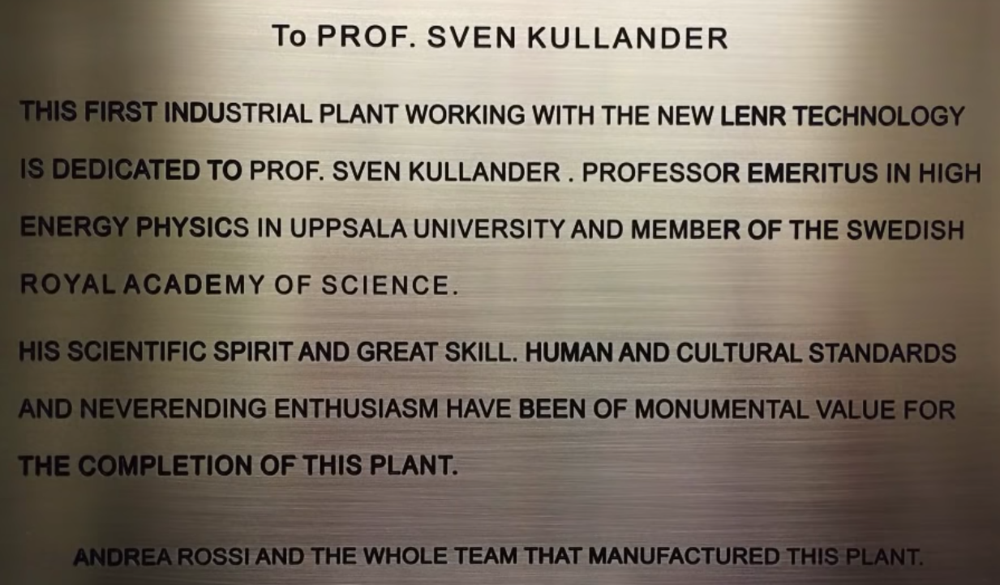 To PROF. SVEN KULLANDER
THIS FIRST INDUSTRIAL PLANT WORKING WITH THE NEW LENR TECHNOLOGY
IS DEDICATED TO PROF. SVEN KULLANDER . PROFESSOR EMERITUS IN HIGH
ENERGY PHYSICS IN UPPSALA UNIVERSITY AND MEMBER OF THE SWEDISH
ROYAL ACADEMY OF SCIENCE.
HIS SCIENTIFIC SPIRIT AND GREAT SKILL. HUMAN AND CULTURAL STANDARDS
AND NEVERENDING ENTHUSIASM HAVE BEEN OF MONUMENTAL VALUE FOR
THE COMPLETION OF THIS PLANT.
ANDREA ROSSI AND THE WHOLE TEAM THAT MANUFACTURED THIS PLANT.